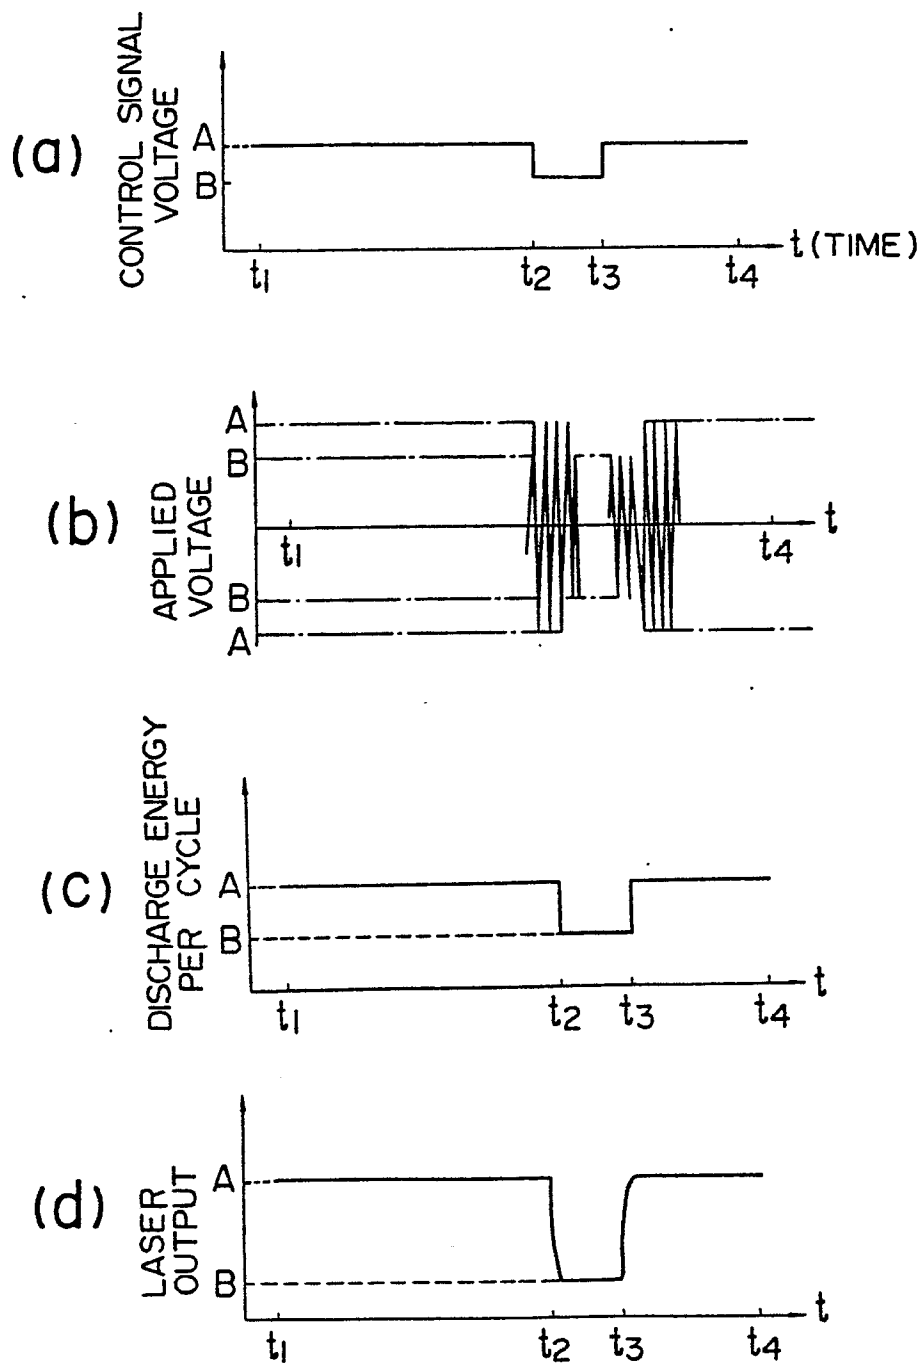 (a)
CONTROL SIGNAL
VOLTAGE
A
B
t1
t2
t3
t4
t (TIME)
(b)
APPLIED
VOLTAGE
A
B
B
A
t1
t4
t
(c)
DISCHARGE ENERGY
PER CYCLE
A
B
t1
t2
t3
t4
t
(d)
LASER
OUTPUT
A
B
t1
t2
t3
t4
t